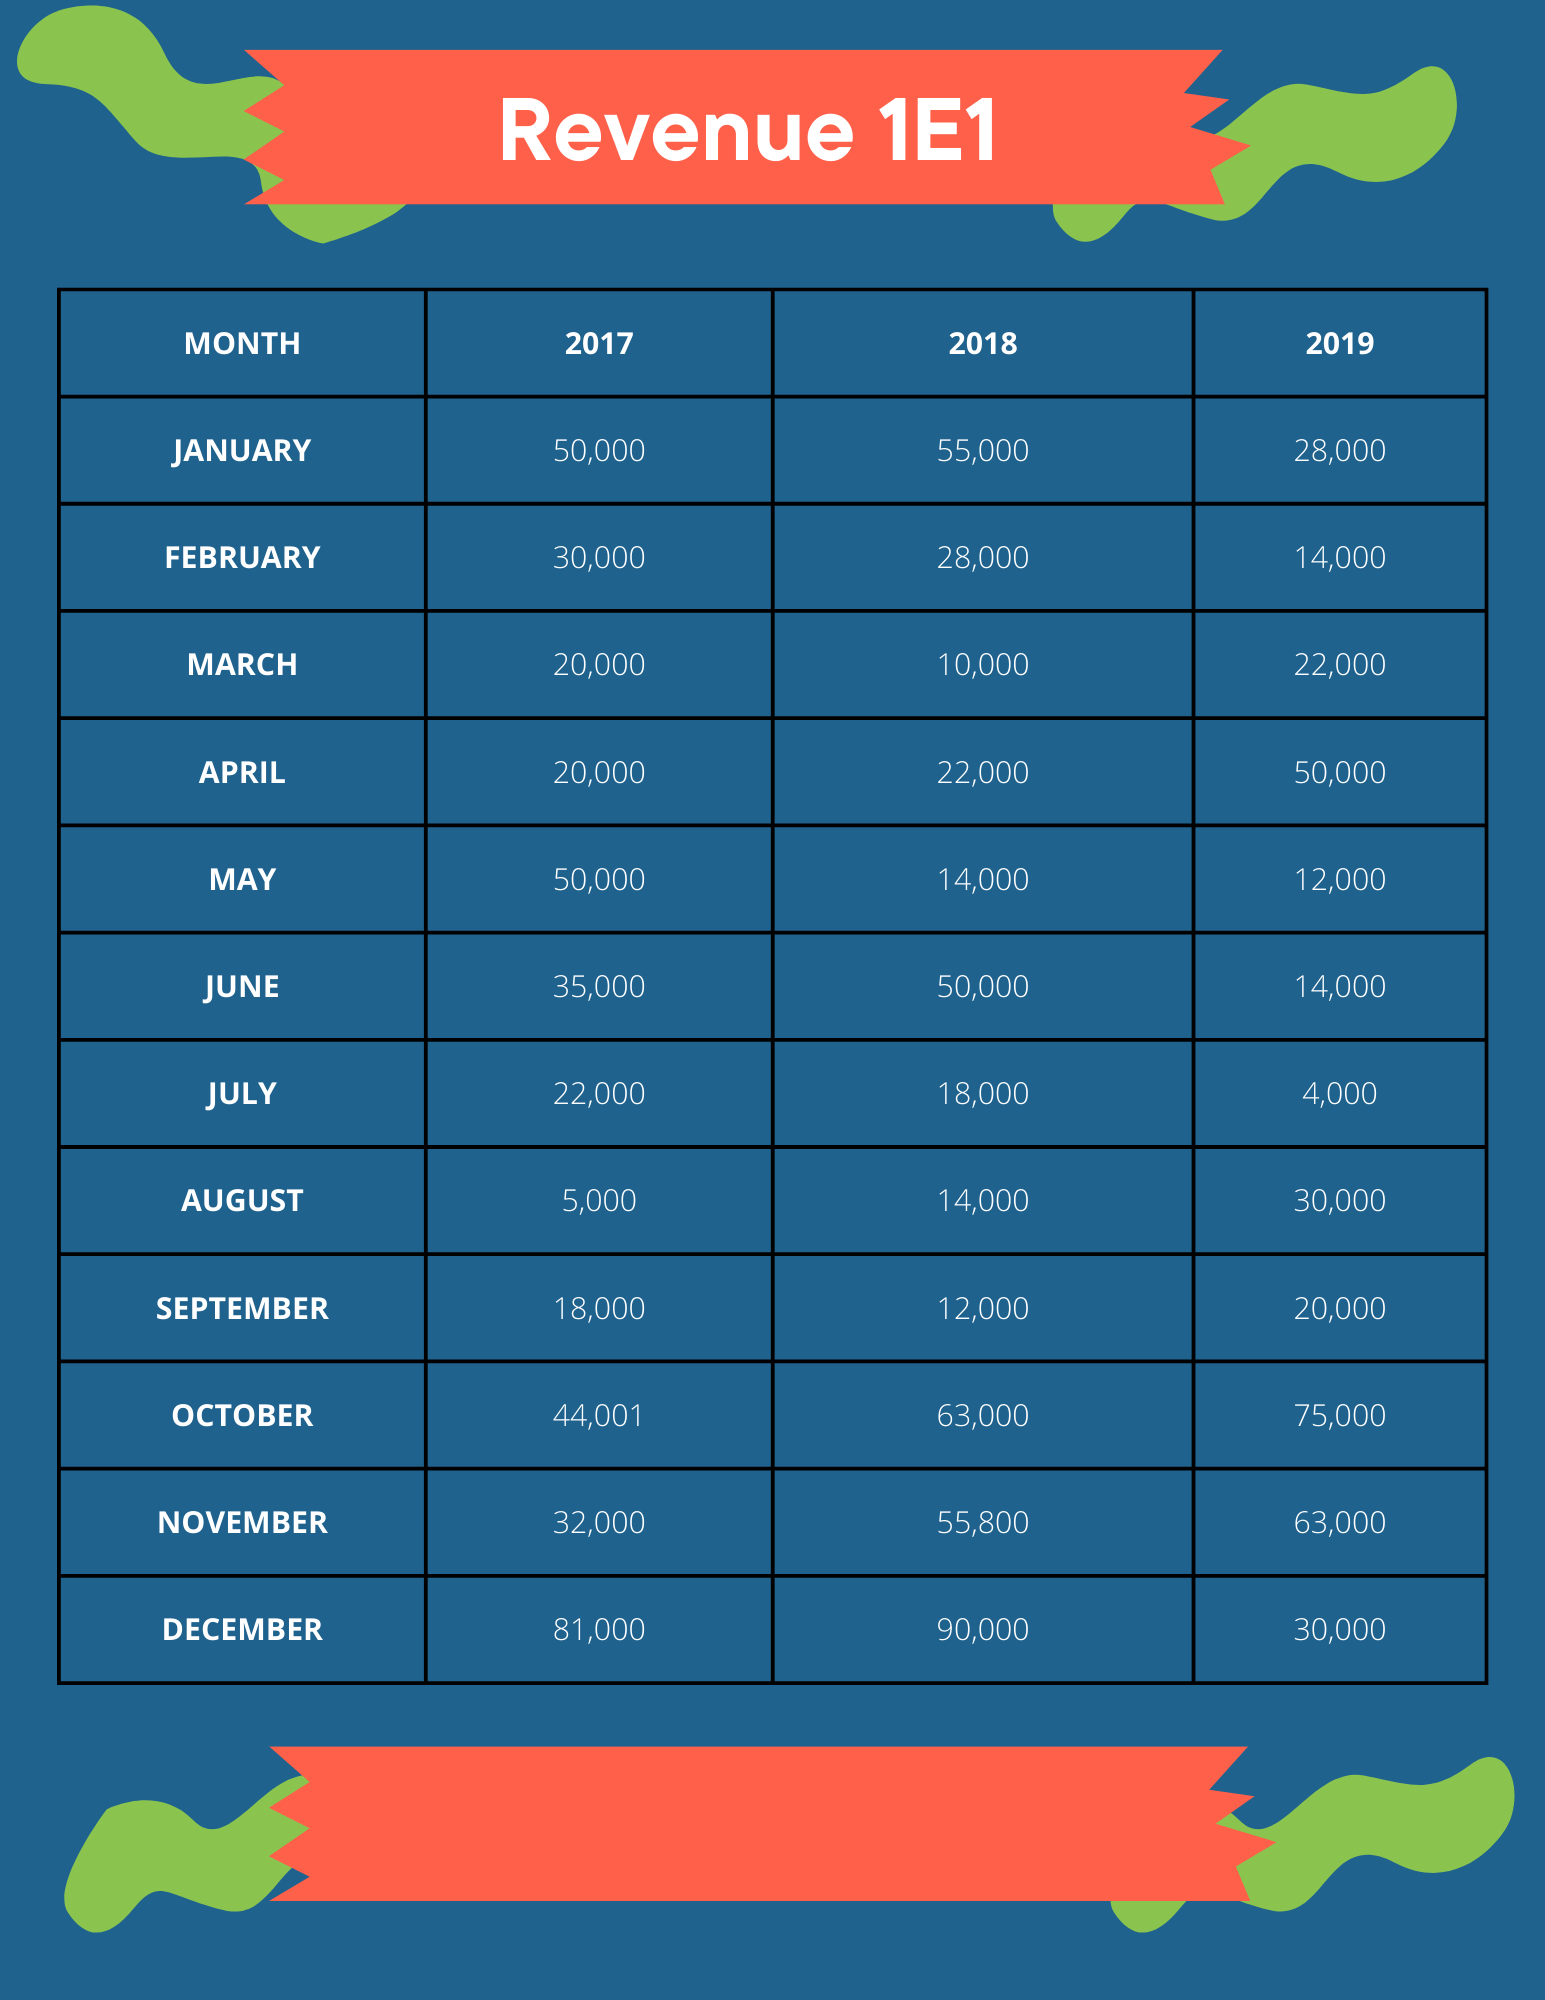 Revenue 1E1
MONTH 2017 2018 2019
JANUARY 50,000 55,000 28,000
FEBRUARY 30,000 28,000 14,000
MARCH 20,000 10,000 22,000
APRIL 20,000 22,000 50,000
MAY 50,000 14,000 12,000
JUNE 35,000 50,000 14,000
JULY 22,000 18,000 4,000
AUGUST 5,000 14,000 30,000
SEPTEMBER 18,000 12,000 20,000
OCTOBER 44,001 63,000 75,000
NOVEMBER 32,000 55,800 63,000
DECEMBER 81,000 90,000 30,000